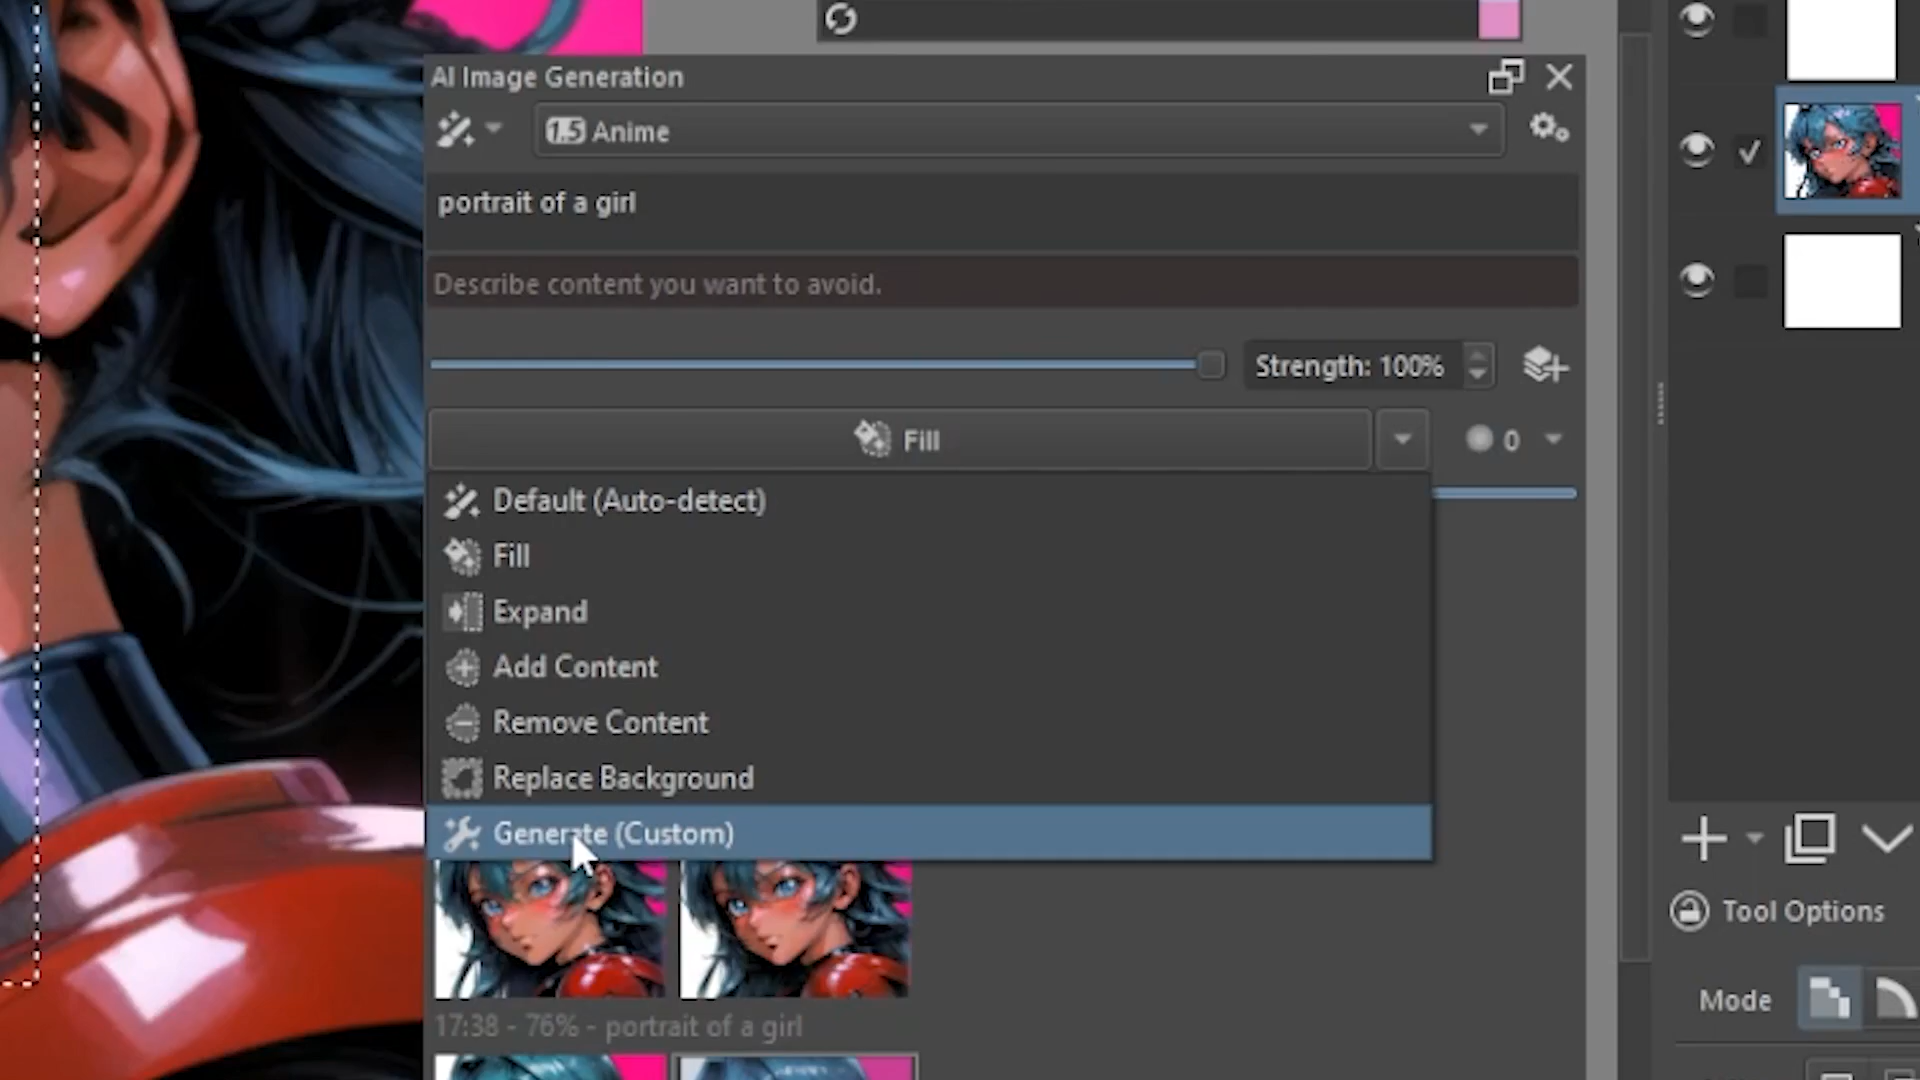 AI Image Generation
1.5 Anime
portrait of a girl
Describe content you want to avoid.
Strength: 100%
Fill
0
Default (Auto-detect)
Fill
Expand
Add Content
Remove Content
Replace Background
Generate (Custom)
17:38 - 76% - portrait of a girl
Tool Options
Mode